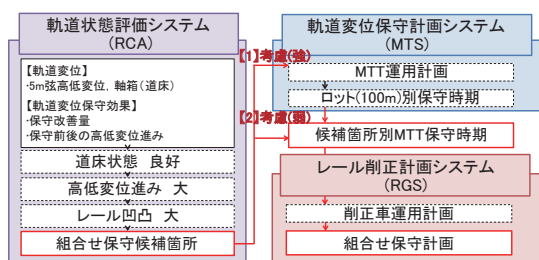 軌道状態評価システム
(RCA)
【軌道変位】
・5m弦高低変位，軸箱（道床）
【軌道変位保守効果】
・保守改善量
・保守前後の高低変位進み
道床状態 良好
高低変位進み 大
レール凹凸 大
組合せ保守候補箇所
【1】考慮(強)
【2】考慮(弱)
軌道変位保守計画システム
(MTS)
MTT運用計画
ロット(100m)別保守時期
候補箇所別MTT保守時期
レール削正計画システム
(RGS)
削正車運用計画
組合せ保守計画